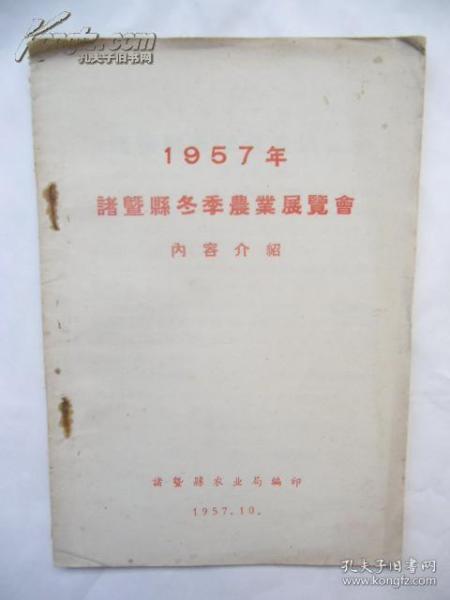 Kongfz.com
孔夫子旧书网
1957年
諸暨縣冬季農業展覽會
內容介紹
諸暨縣农业局編印
1957.10.
孔夫子旧书网
www.kongfz.com